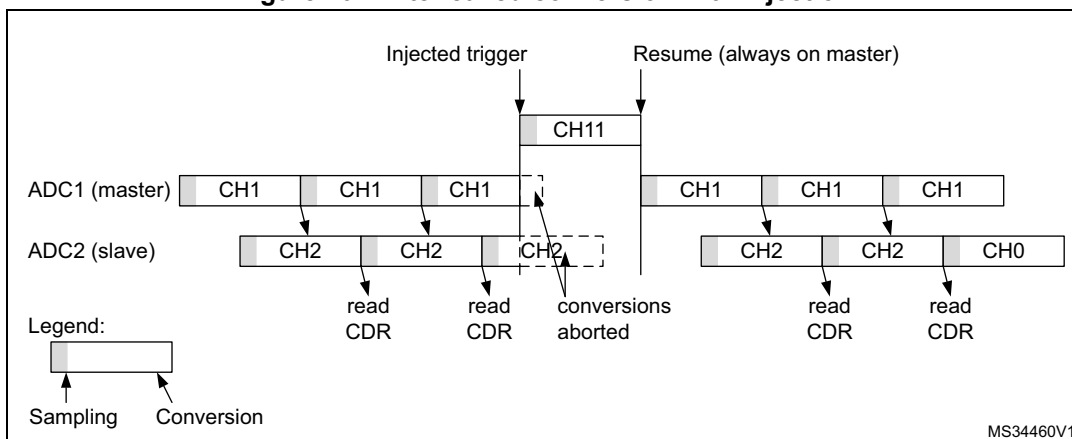 Injected trigger
Resume (always on master)
CH11
ADC1 (master)
CH1
CH1
CH1
CH1
CH1
CH1
ADC2 (slave)
CH2
CH2
CH2
CH2
CH2
CH0
read
CDR
read
CDR
conversions
aborted
read
CDR
read
CDR
Legend:
Sampling
Conversion
MS34460V1